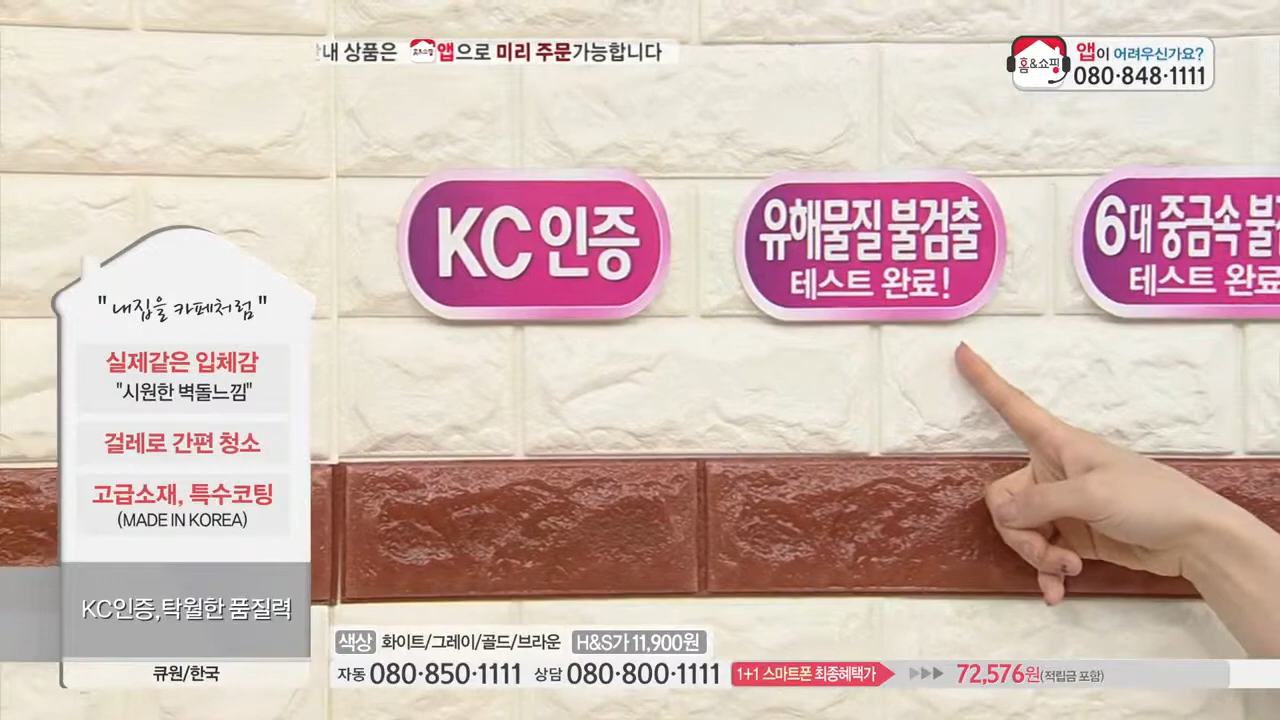 내 상품은 홈&쇼핑 앱으로 미리 주문가능합니다
홈&쇼핑
앱이 어려우신가요?
080·848·1111
KC 인증
유해물질 불검출
테스트 완료!
6대 중금속
테스트 완료
"내집을 카페처럼"
실제같은 입체감
"시원한 벽돌느낌"
걸레로 간편 청소
고급소재, 특수코팅
(MADE IN KOREA)
KC인증,탁월한 품질력
큐원/한국
색상 화이트/그레이/골드/브라운 H&S가 11,900원
자동 080·850·1111 상담 080·800·1111 1+1 스마트폰 최종혜택가 72,576원(적립금 포함)